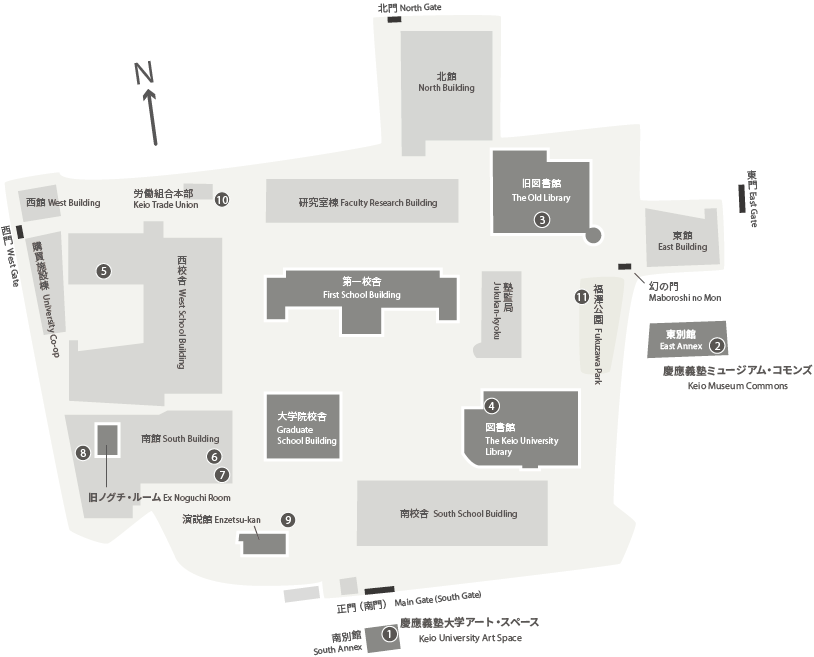 北門 North Gate
N
北館
North Building
旧図書館
The Old Library
3
東門 East Gate
西館 West Building
労働組合本部
Keio Trade Union
10
研究室棟 Faculty Research Building
東館
East Building
西門 West Gate
購買施設棟 University Co-op
5
西校舎 West School Building
第一校舎
First School Building
塾監局
Jukukan-kyoku
11
福澤公園 Fukuzawa Park
幻の門
Maboroshi no Mon
東別館
East Annex
2
慶應義塾ミュージアム・コモンズ
Keio Museum Commons
大学院校舎
Graduate
School Building
4
図書館
The Keio University
Library
南館 South Building
8
6
7
旧ノグチ・ルーム Ex Noguchi Room
演説館 Enzetsu-kan
9
南校舎 South School Buidling
正門（南門） Main Gate (South Gate)
南別館
South Annex
1
慶應義塾大学アート・スペース
Keio University Art Space